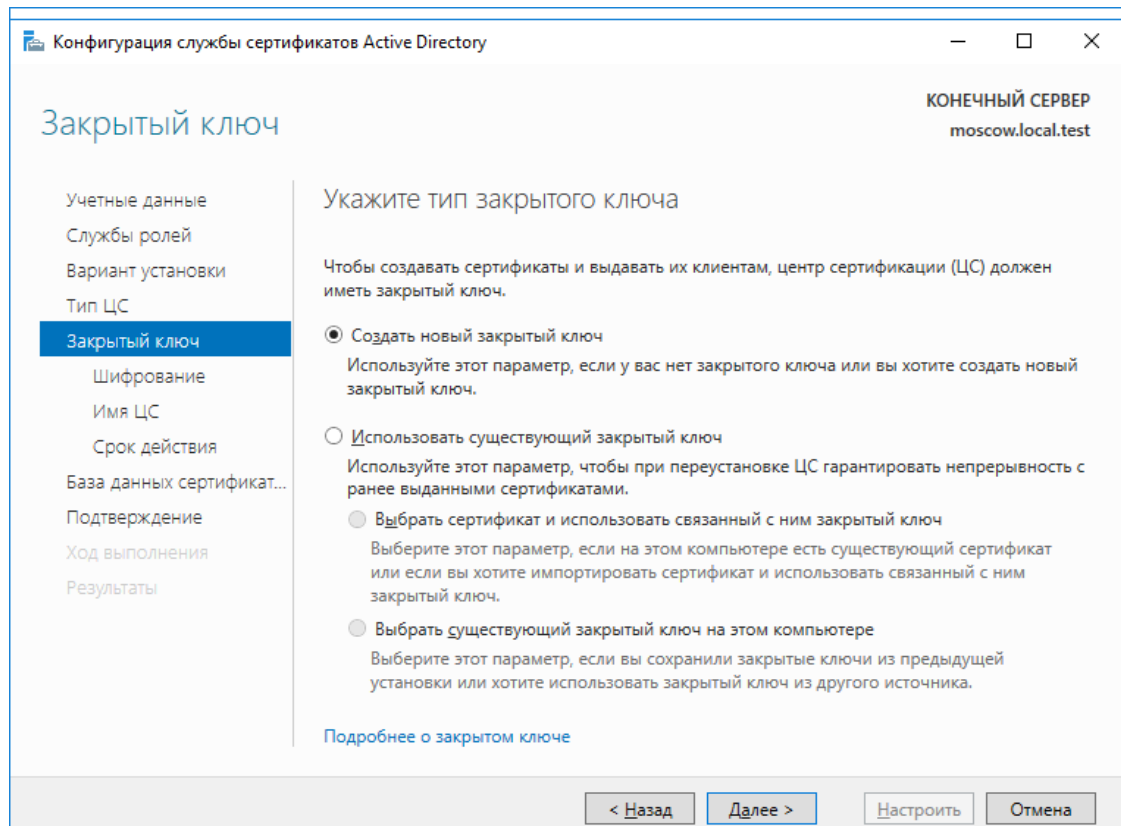 Конфигурация службы сертификатов Active Directory
Закрытый ключ
КОНЕЧНЫЙ СЕРВЕР
moscow.local.test
Учетные данные
Службы ролей
Вариант установки
Тип ЦС
Закрытый ключ
Шифрование
Имя ЦС
Срок действия
База данных сертификат...
Подтверждение
Ход выполнения
Результаты
Укажите тип закрытого ключа
Чтобы создавать сертификаты и выдавать их клиентам, центр сертификации (ЦС) должен
иметь закрытый ключ.
Создать новый закрытый ключ
Используйте этот параметр, если у вас нет закрытого ключа или вы хотите создать новый
закрытый ключ.
Использовать существующий закрытый ключ
Используйте этот параметр, чтобы при переустановке ЦС гарантировать непрерывность с
ранее выданными сертификатами.
Выбрать сертификат и использовать связанный с ним закрытый ключ
Выберите этот параметр, если на этом компьютере есть существующий сертификат
или если вы хотите импортировать сертификат и использовать связанный с ним
закрытый ключ.
Выбрать существующий закрытый ключ на этом компьютере
Выберите этот параметр, если вы сохранили закрытые ключи из предыдущей
установки или хотите использовать закрытый ключ из другого источника.
Подробнее о закрытом ключе
< Назад
Далее >
Настроить
Отмена